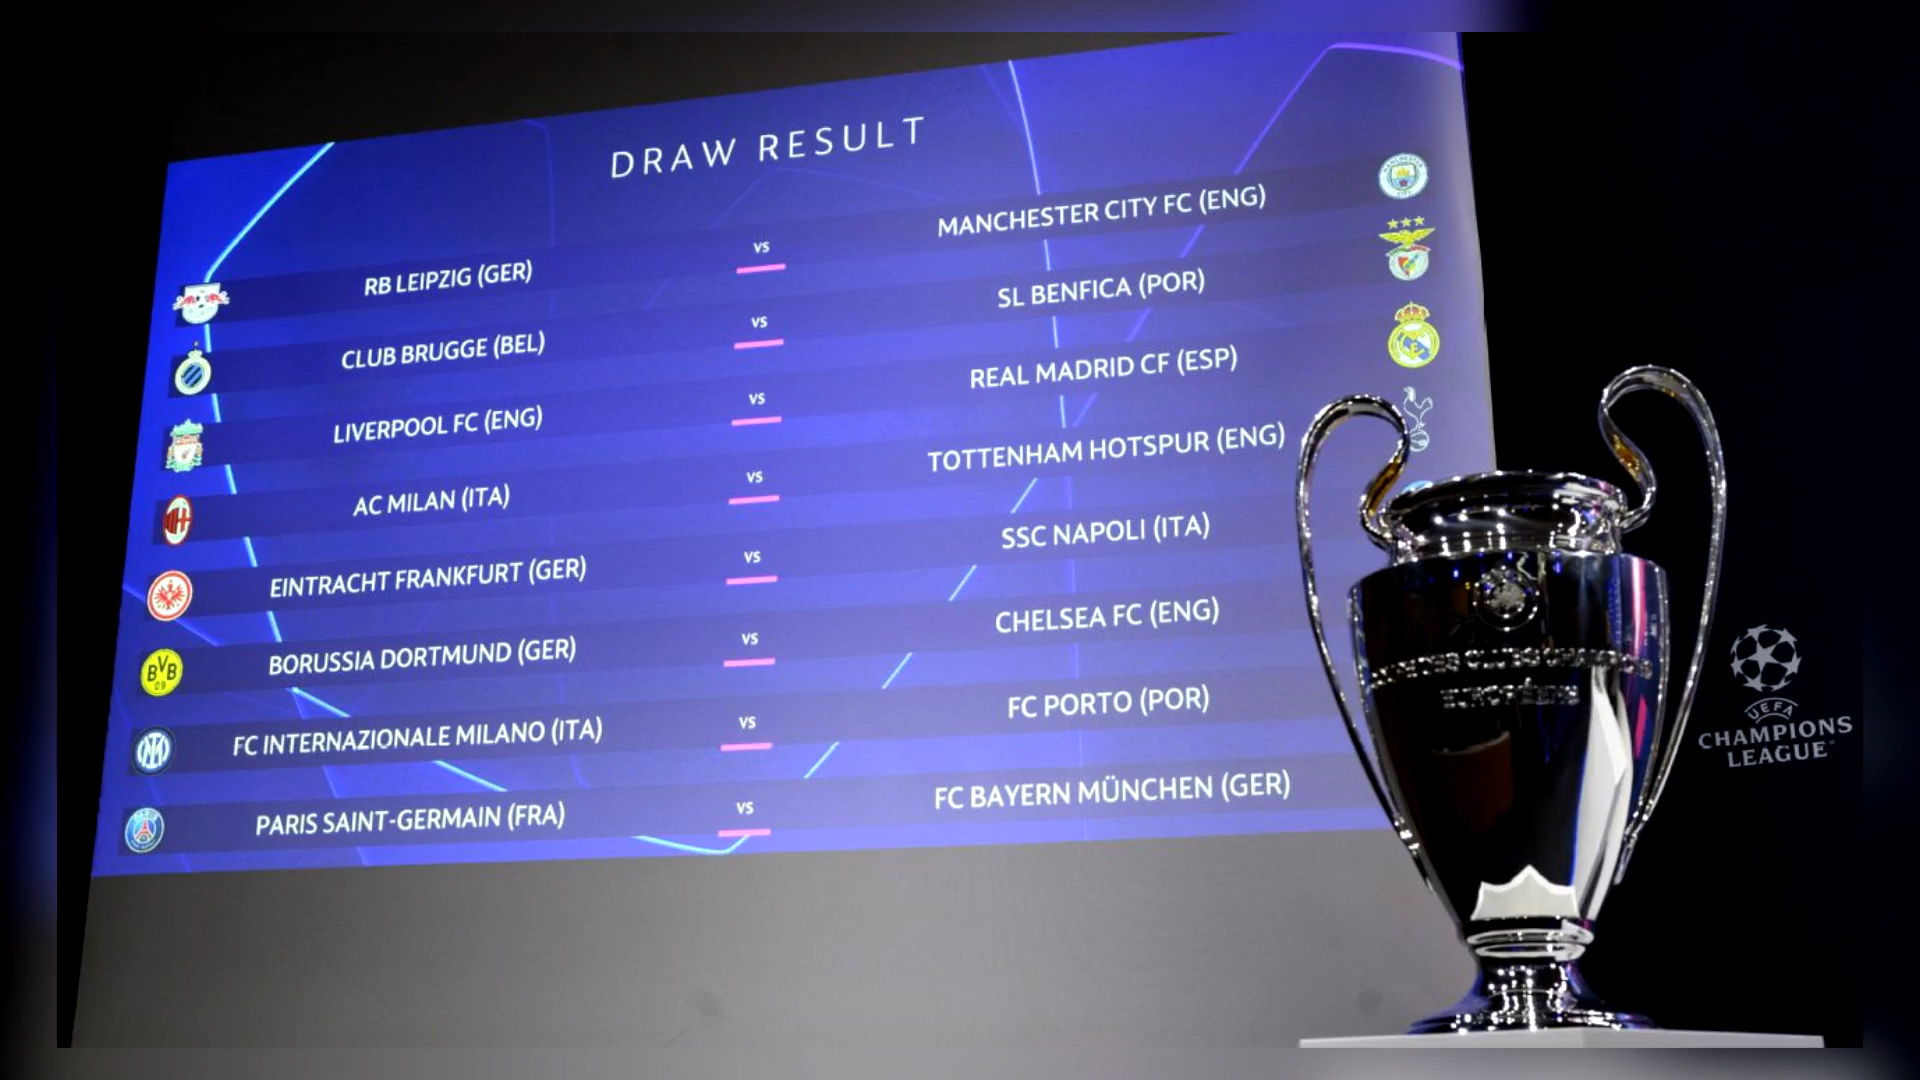 DRAW RESULT
RB LEIPZIG (GER) vs MANCHESTER CITY FC (ENG)
CLUB BRUGGE (BEL) vs SL BENFICA (POR)
LIVERPOOL FC (ENG) vs REAL MADRID CF (ESP)
AC MILAN (ITA) vs TOTTENHAM HOTSPUR (ENG)
EINTRACHT FRANKFURT (GER) vs SSC NAPOLI (ITA)
BVB
09
BORUSSIA DORTMUND (GER) vs CHELSEA FC (ENG)
FC INTERNAZIONALE MILANO (ITA) vs FC PORTO (POR)
PARIS SAINT-GERMAIN (FRA) vs FC BAYERN MÜNCHEN (GER)
EUROPÉENS
UEFA
CHAMPIONS
LEAGUE